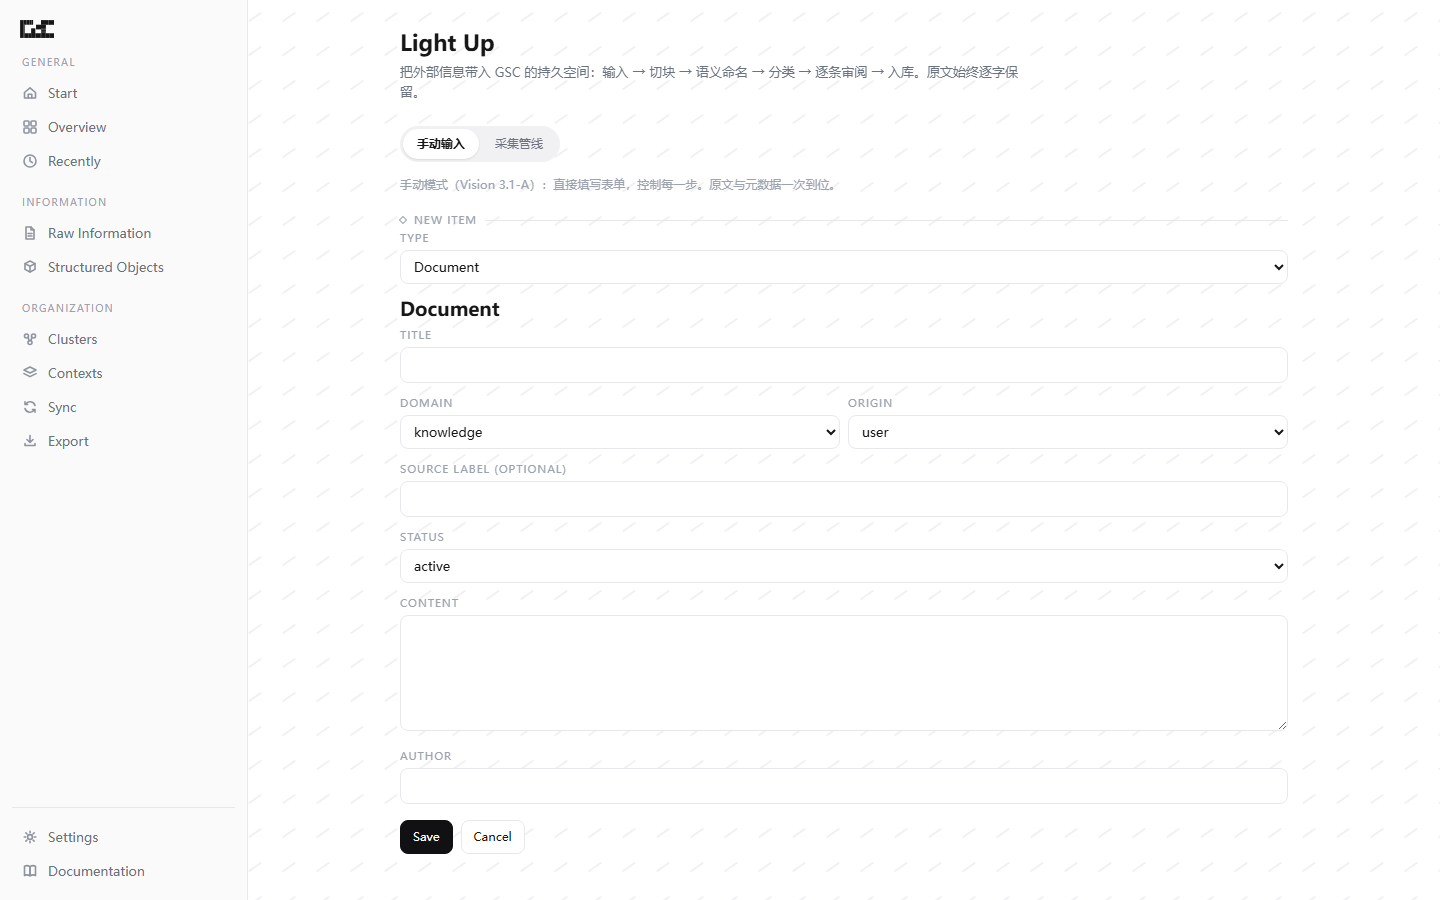 GSC
GENERAL
Start
Overview
Recently
INFORMATION
Raw Information
Structured Objects
ORGANIZATION
Clusters
Contexts
Sync
Export
Settings
Documentation
Light Up
把外部信息带入 GSC 的持久空间：输入 → 切块 → 语义命名 → 分类 → 逐条审阅 → 入库。原文始终逐字保
留。
手动输入
采集管线
手动模式（Vision 3.1-A）：直接填写表单，控制每一步。原文与元数据一次到位。
◇ NEW ITEM
TYPE
Document
Document
TITLE
DOMAIN
ORIGIN
knowledge
user
SOURCE LABEL (OPTIONAL)
STATUS
active
CONTENT
AUTHOR
Save
Cancel